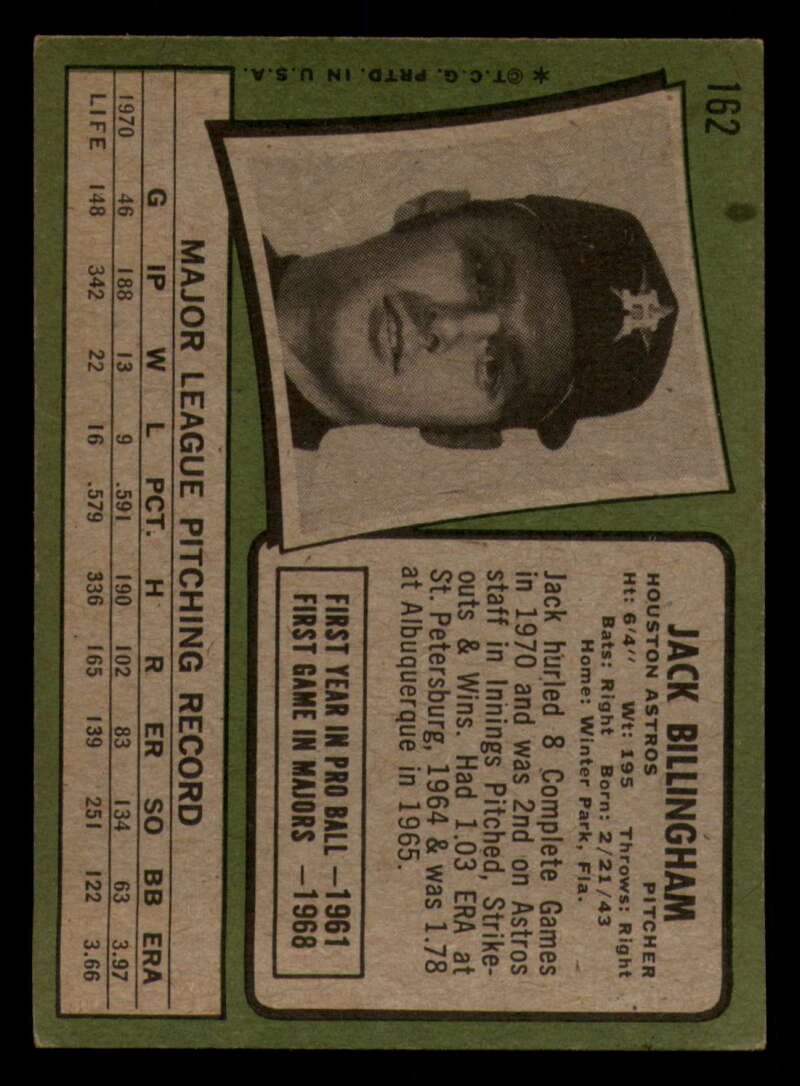 162
JACK BILLINGHAM
HOUSTON ASTROS PITCHER
Ht: 6'4" Wt: 195 Throws: Right
Bats: Right Born: 2/21/43
Home: Winter Park, Fla.
Jack hurled 8 Complete Games
in 1970 and was 2nd on Astros
staff in Innings Pitched, Strike-
outs & Wins. Had 1.03 ERA at
St. Petersburg, 1964 & was 1.78
at Albuquerque in 1965.
FIRST YEAR IN PRO BALL –1961
FIRST GAME IN MAJORS –1968
MAJOR LEAGUE PITCHING RECORD
G IP W L PCT. H R ER SO BB ERA
1970 46 188 13 9 .591 190 102 83 134 63 3.97
LIFE 148 342 22 16 .579 336 165 139 251 122 3.66
* ©T.C.G. PRTD. IN U.S.A.